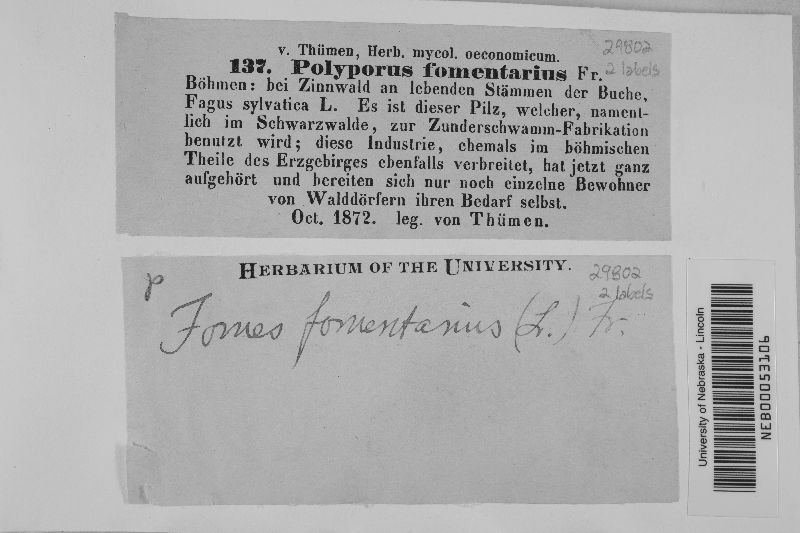 v. Thümen, Herb. mycol. oeconomicum.
29802
137. Polyporus fomentarius Fr.
2 labels
Böhmen: bei Zinnwald an lebenden Stämmen der Buche,
Fagus sylvatica L. Es ist dieser Pilz, welcher, nament-
lich im Schwarzwalde, zur Zunderschwamm-Fabrikation
benutzt wird; diese Industrie, ehemals im böhmischen
Theile des Erzgebirges ebenfalls verbreitet, hat jetzt ganz
aufgehört und bereiten sich nur noch einzelne Bewohner
von Walddörfern ihren Bedarf selbst.
Oct. 1872. leg. von Thümen.
HERBARIUM OF THE UNIVERSITY.
29802
2 labels
P
Fomes fomentarius (L.) Fr.
University of Nebraska - Lincoln
NEB00053106